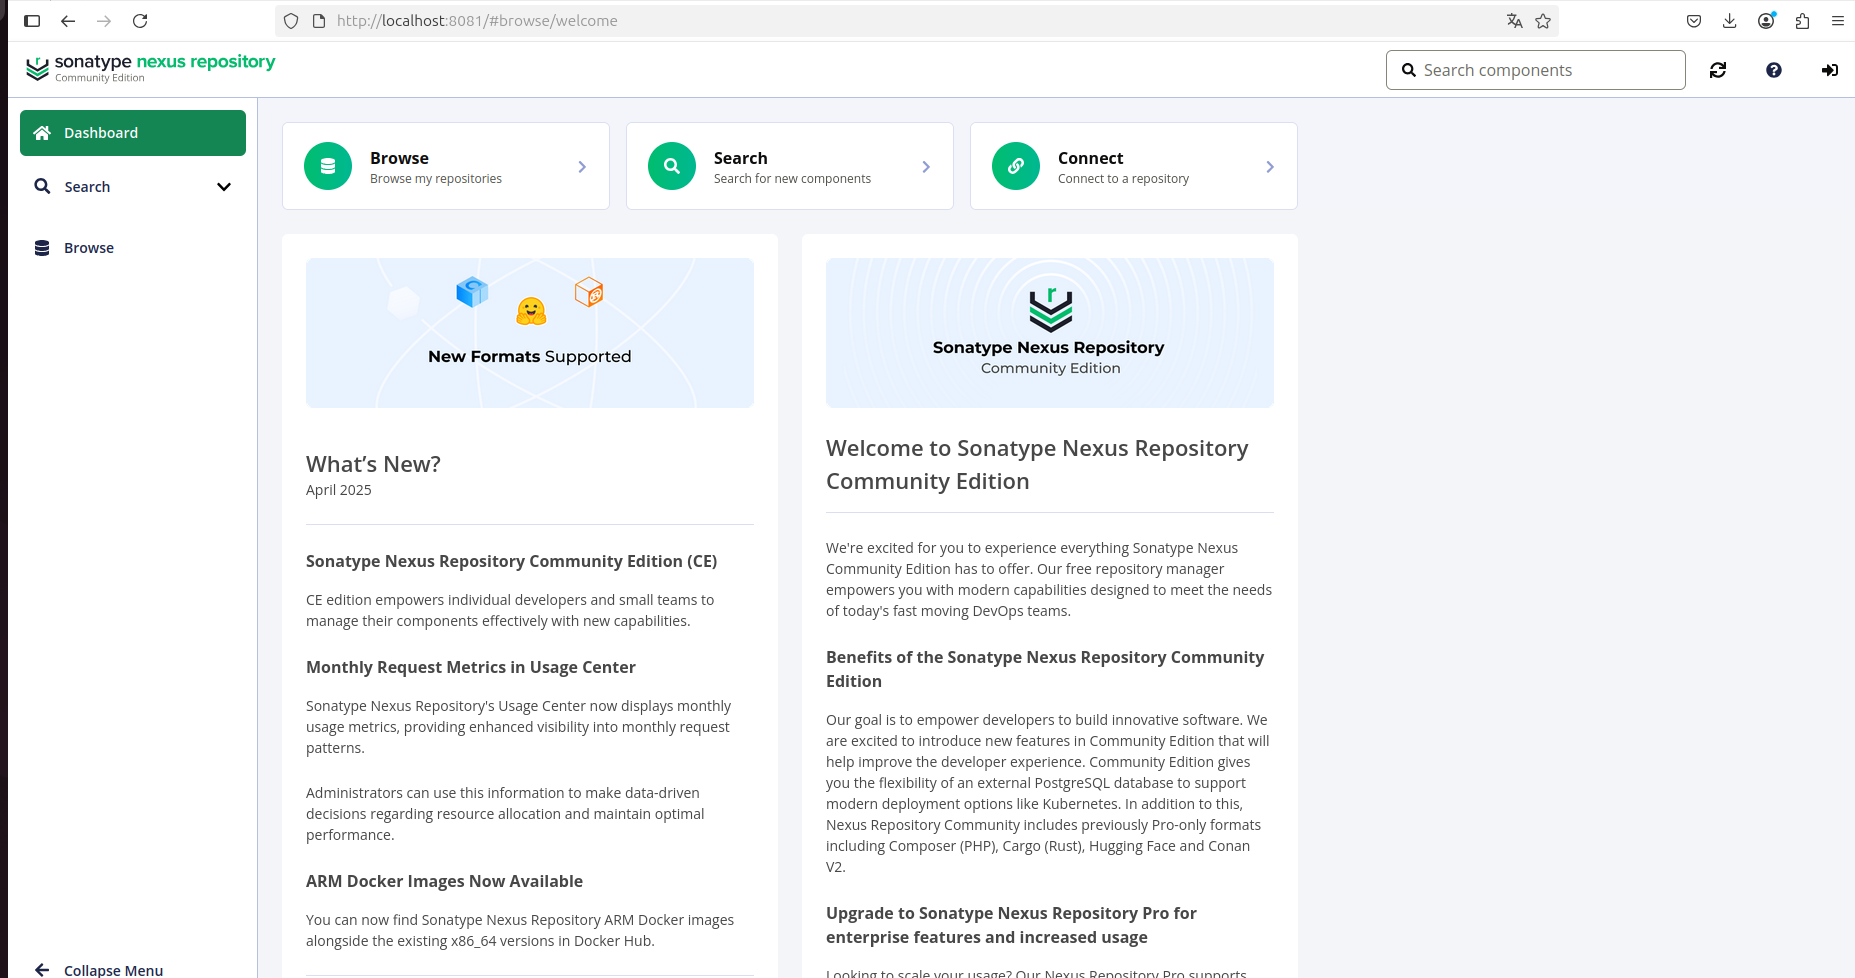 http://localhost:8081/#browse/welcome
sonatype nexus repository
Community Edition
Search components
Dashboard
Search
Browse
Collapse Menu
Browse
Browse my repositories
Search
Search for new components
Connect
Connect to a repository
New Formats Supported
What's New?
April 2025
Sonatype Nexus Repository Community Edition (CE)
CE edition empowers individual developers and small teams to
manage their components effectively with new capabilities.
Monthly Request Metrics in Usage Center
Sonatype Nexus Repository's Usage Center now displays monthly
usage metrics, providing enhanced visibility into monthly request
patterns.
Administrators can use this information to make data-driven
decisions regarding resource allocation and maintain optimal
performance.
ARM Docker Images Now Available
You can now find Sonatype Nexus Repository ARM Docker images
alongside the existing x86_64 versions in Docker Hub.
r
Sonatype Nexus Repository
Community Edition
Welcome to Sonatype Nexus Repository
Community Edition
We're excited for you to experience everything Sonatype Nexus
Community Edition has to offer. Our free repository manager
empowers you with modern capabilities designed to meet the needs
of today's fast moving DevOps teams.
Benefits of the Sonatype Nexus Repository Community
Edition
Our goal is to empower developers to build innovative software. We
are excited to introduce new features in Community Edition that will
help improve the developer experience. Community Edition gives
you the flexibility of an external PostgreSQL database to support
modern deployment options like Kubernetes. In addition to this,
Nexus Repository Community includes previously Pro-only formats
including Composer (PHP), Cargo (Rust), Hugging Face and Conan
V2.
Upgrade to Sonatype Nexus Repository Pro for
enterprise features and increased usage
Looking to scale your usage? Our Nexus Repository Pro supports